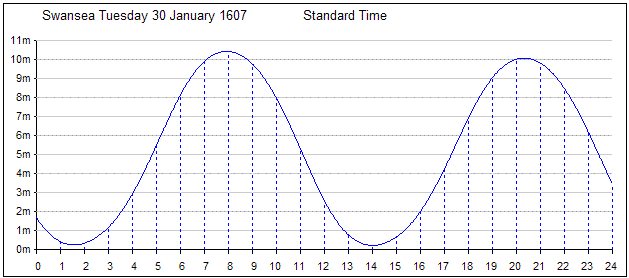 Swansea Tuesday 30 January 1607 Standard Time
11m
10m
9m
8m
7m
6m
5m
4m
3m
2m
1m
0m
0 1 2 3 4 5 6 7 8 9 10 11 12 13 14 15 16 17 18 19 20 21 22 23 24